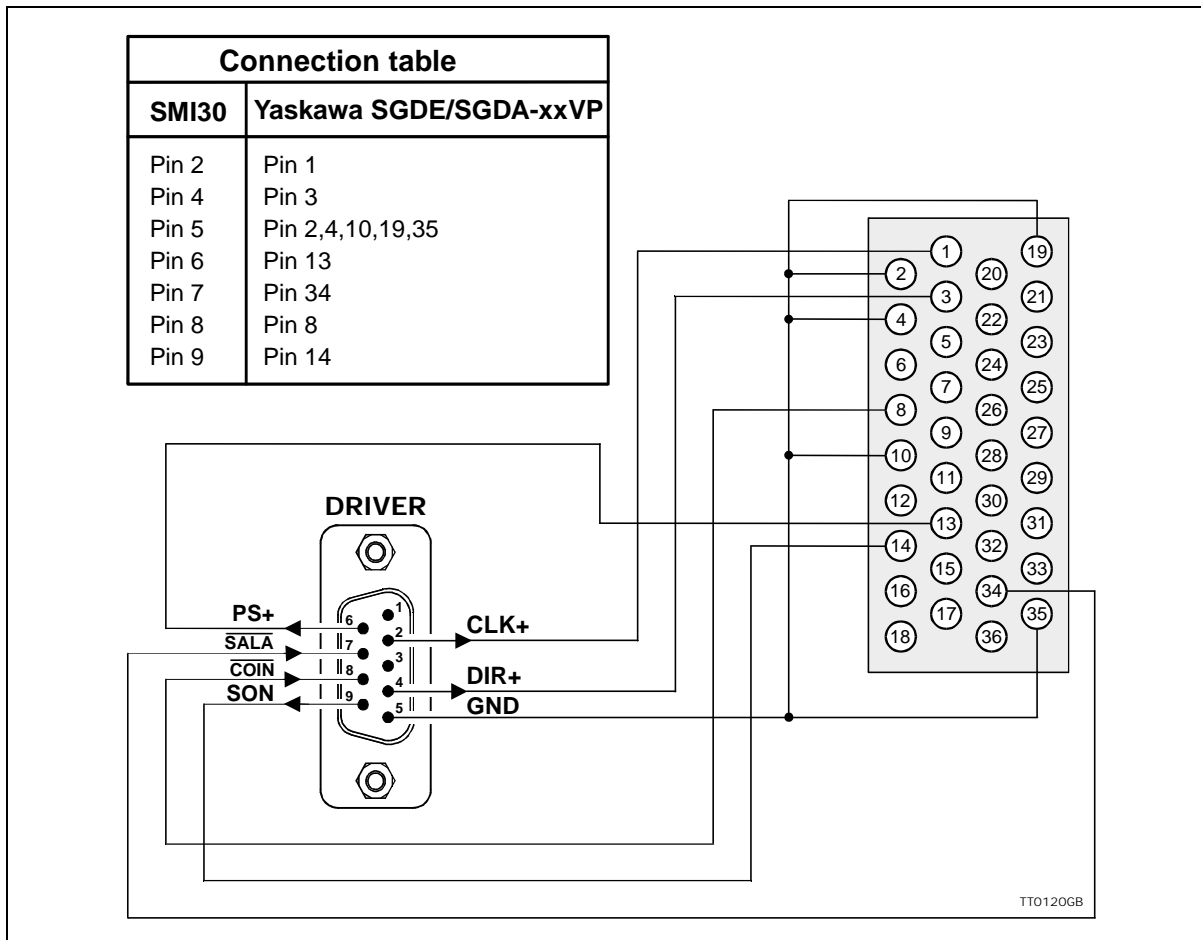 Connection table
SMI30 Yaskawa SGDE/SGDA-xxVP
Pin 2 Pin 1
Pin 4 Pin 3
Pin 5 Pin 2,4,10,19,35
Pin 6 Pin 13
Pin 7 Pin 34
Pin 8 Pin 8
Pin 9 Pin 14
1 19
2 20
3 21
4 22
5 23
6 24
7 25
8 26
9 27
10 28
11 29
12 30
13 31
14 32
15 33
16 34
17 35
18 36
DRIVER
1
PS+ 6 2 CLK+
SALA 7 3
COIN 8 4 DIR+
SON 9 5 GND
TT0120GB